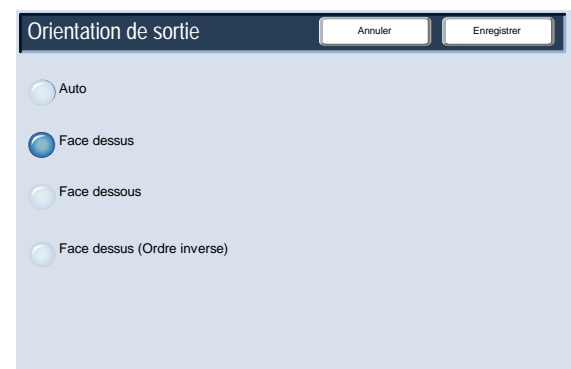 Orientation de sortie
Annuler
Enregistrer
Auto
Face dessus
Face dessous
Face dessus (Ordre inverse)